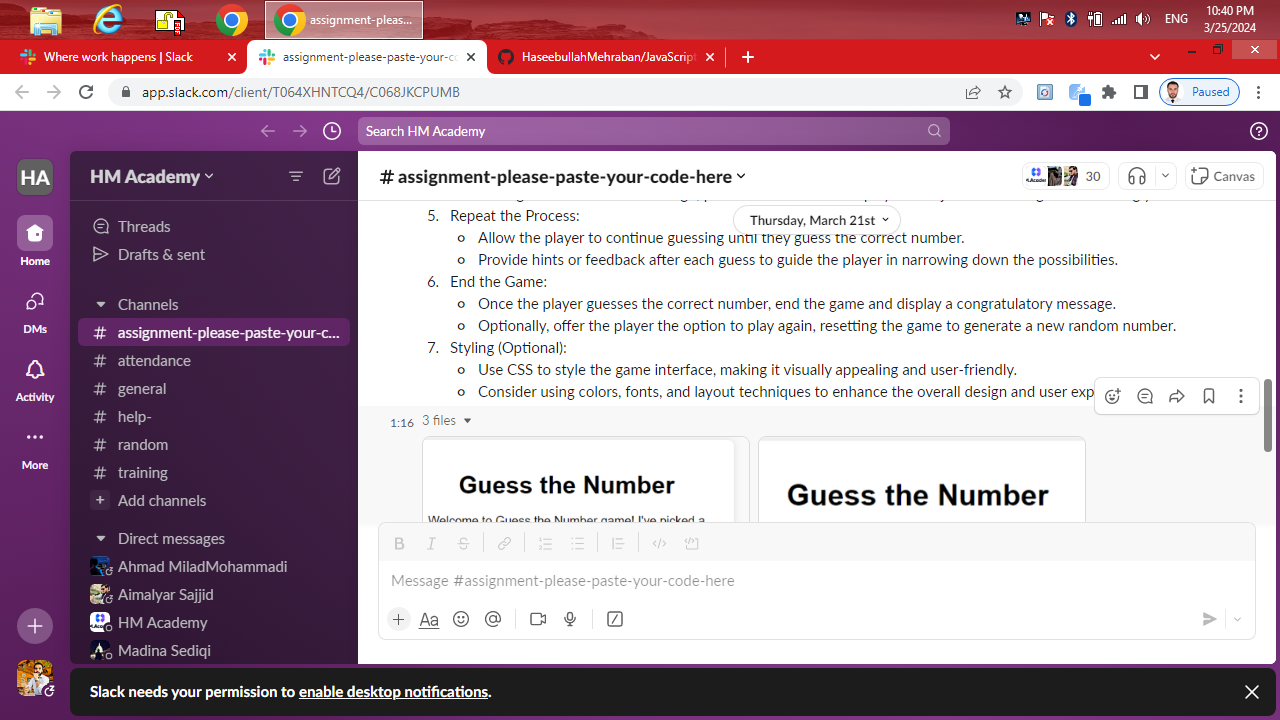 assignment-pleas...
ENG
10:40 PM
3/25/2024
Where work happens | Slack
assignment-please-paste-your-co
HaseebullahMehraban/JavaScript
app.slack.com/client/T064XHNTCQ4/C068JKCPUMB
Paused
Search HM Academy
HA
Home
DMs
Activity
More
HM Academy
Threads
Drafts & sent
Channels
# assignment-please-paste-your-c...
# attendance
# general
# help-
# random
# training
+ Add channels
Direct messages
Ahmad MiladMohammadi
Aimalyar Sajjid
HM Academy
Madina Sediqi
# assignment-please-paste-your-code-here
30
Canvas
Thursday, March 21st
5. Repeat the Process:
Allow the player to continue guessing until they guess the correct number.
Provide hints or feedback after each guess to guide the player in narrowing down the possibilities.
6. End the Game:
Once the player guesses the correct number, end the game and display a congratulatory message.
Optionally, offer the player the option to play again, resetting the game to generate a new random number.
7. Styling (Optional):
Use CSS to style the game interface, making it visually appealing and user-friendly.
Consider using colors, fonts, and layout techniques to enhance the overall design and user exp
1:16 3 files
Guess the Number
Welcome to Guess the Number game! I've picked a
Guess the Number
B I S
Message #assignment-please-paste-your-code-here
+ Aa @
Slack needs your permission to enable desktop notifications.